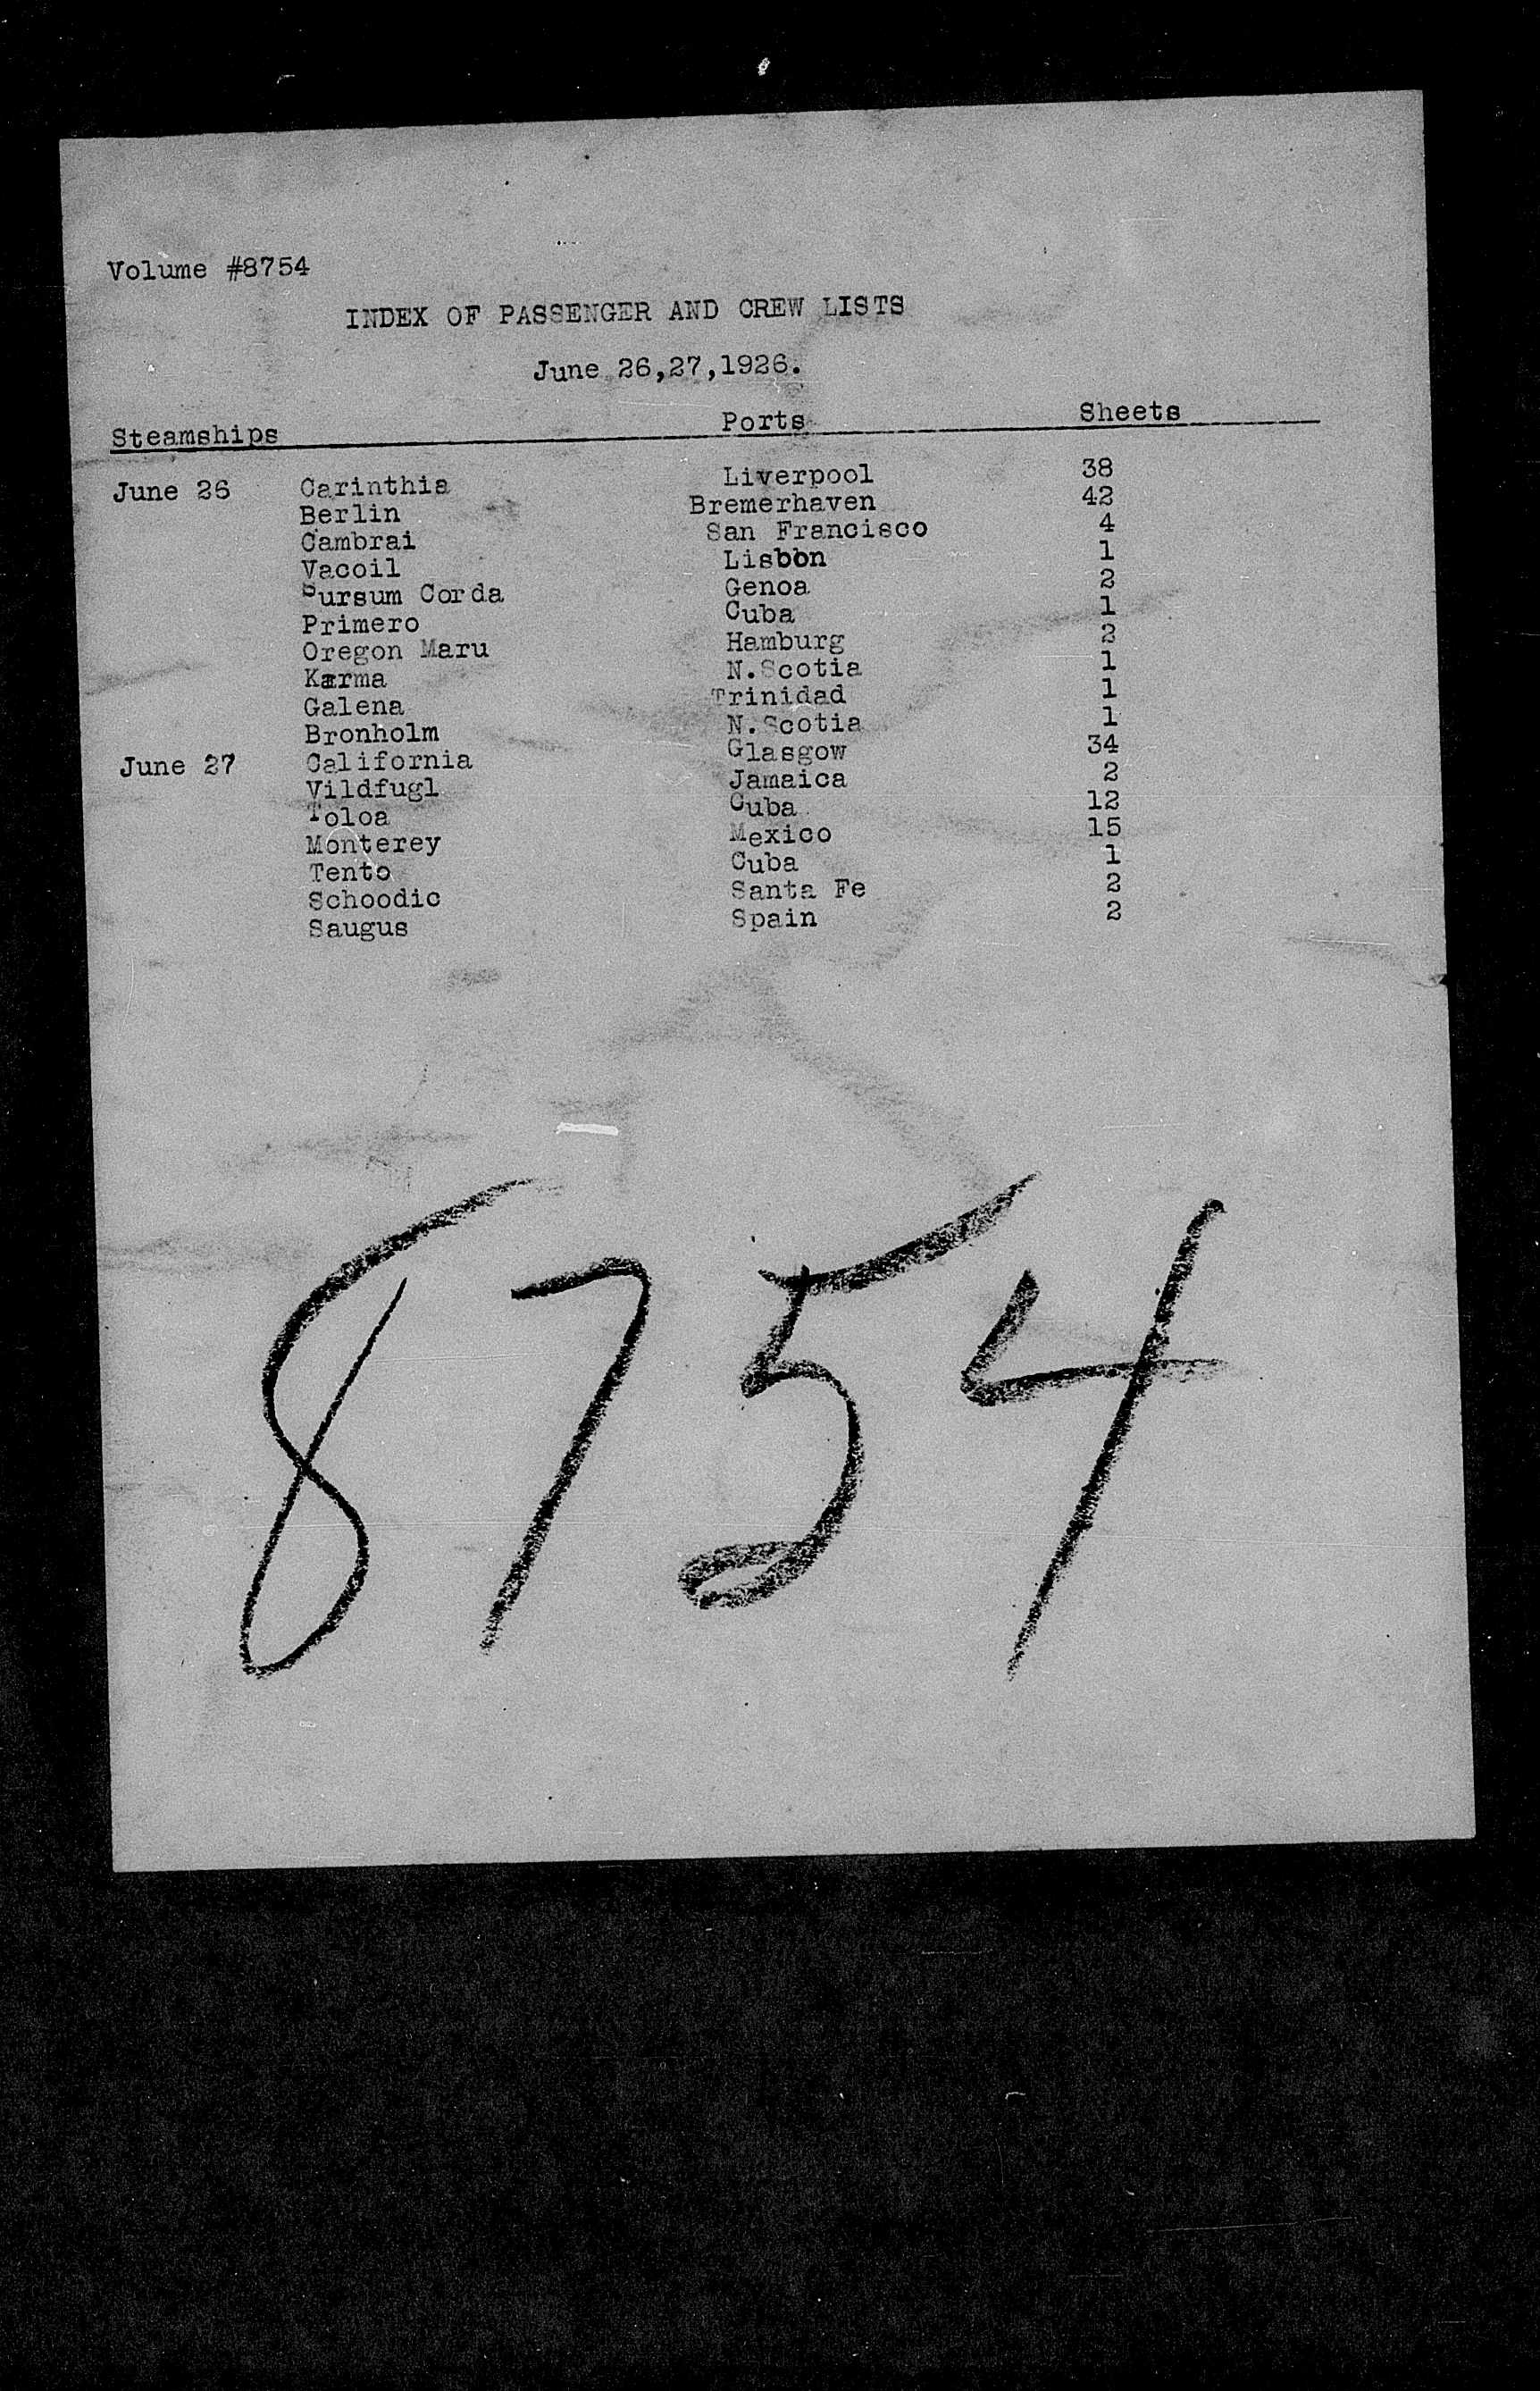 Volume #8754
INDEX OF PASSENGER AND CREW LISTS
June 26,27,1926.
Steamships Ports Sheets
June 26 Carinthia Liverpool 38
Berlin Bremerhaven 42
Cambrai San Francisco 4
Vacoil Lisbon 1
Sursum Corda Genoa 2
Primero Cuba 1
Oregon Maru Hamburg 2
Karma N.Scotia 1
Galena Trinidad 1
Bronholm N.Scotia 1
June 27 California Glasgow 34
Vildfugl Jamaica 2
Toloa Cuba 12
Monterey Mexico 15
Tento Cuba 1
Schoodic Santa Fe 2
Saugus Spain 2
8754